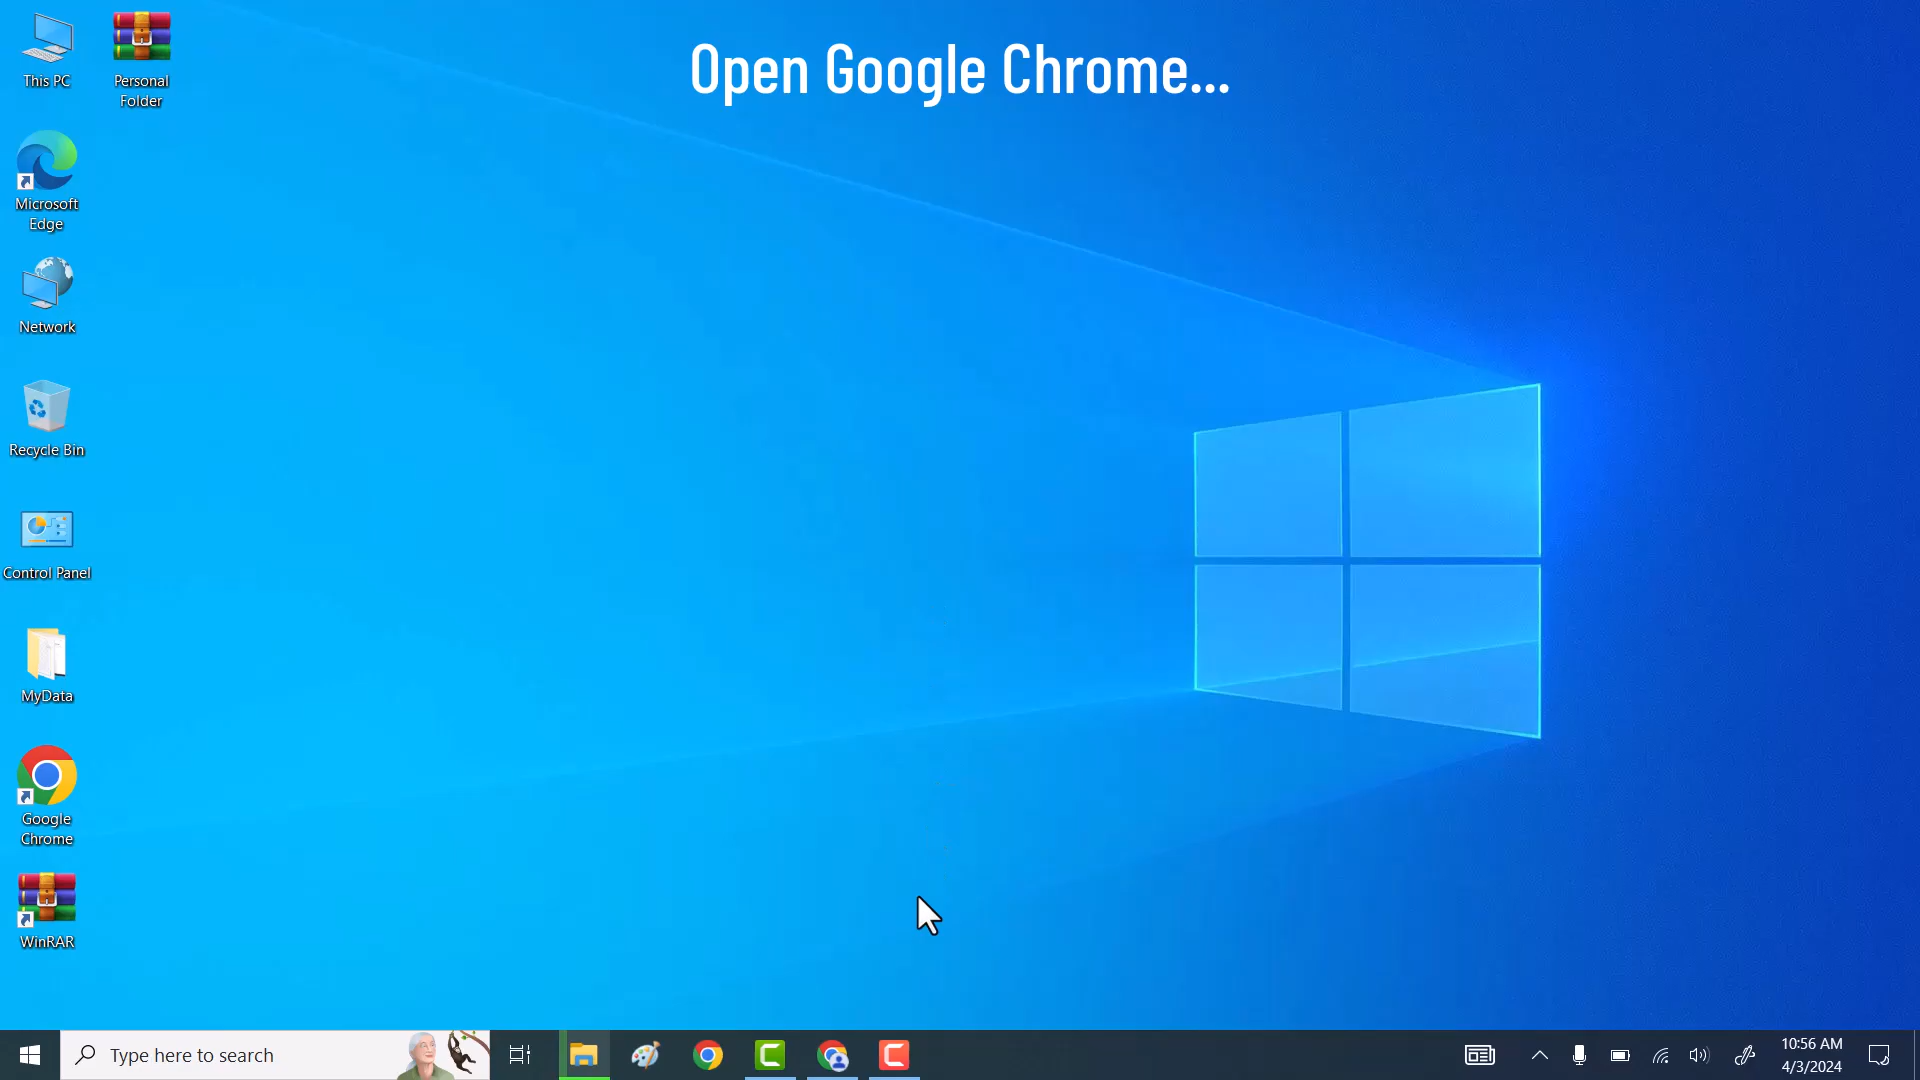 Open Google Chrome...
This PC
Personal
Folder
Microsoft
Edge
Network
Recycle Bin
Control Panel
MyData
Google
Chrome
WinRAR
Type here to search
10:56 AM
4/3/2024